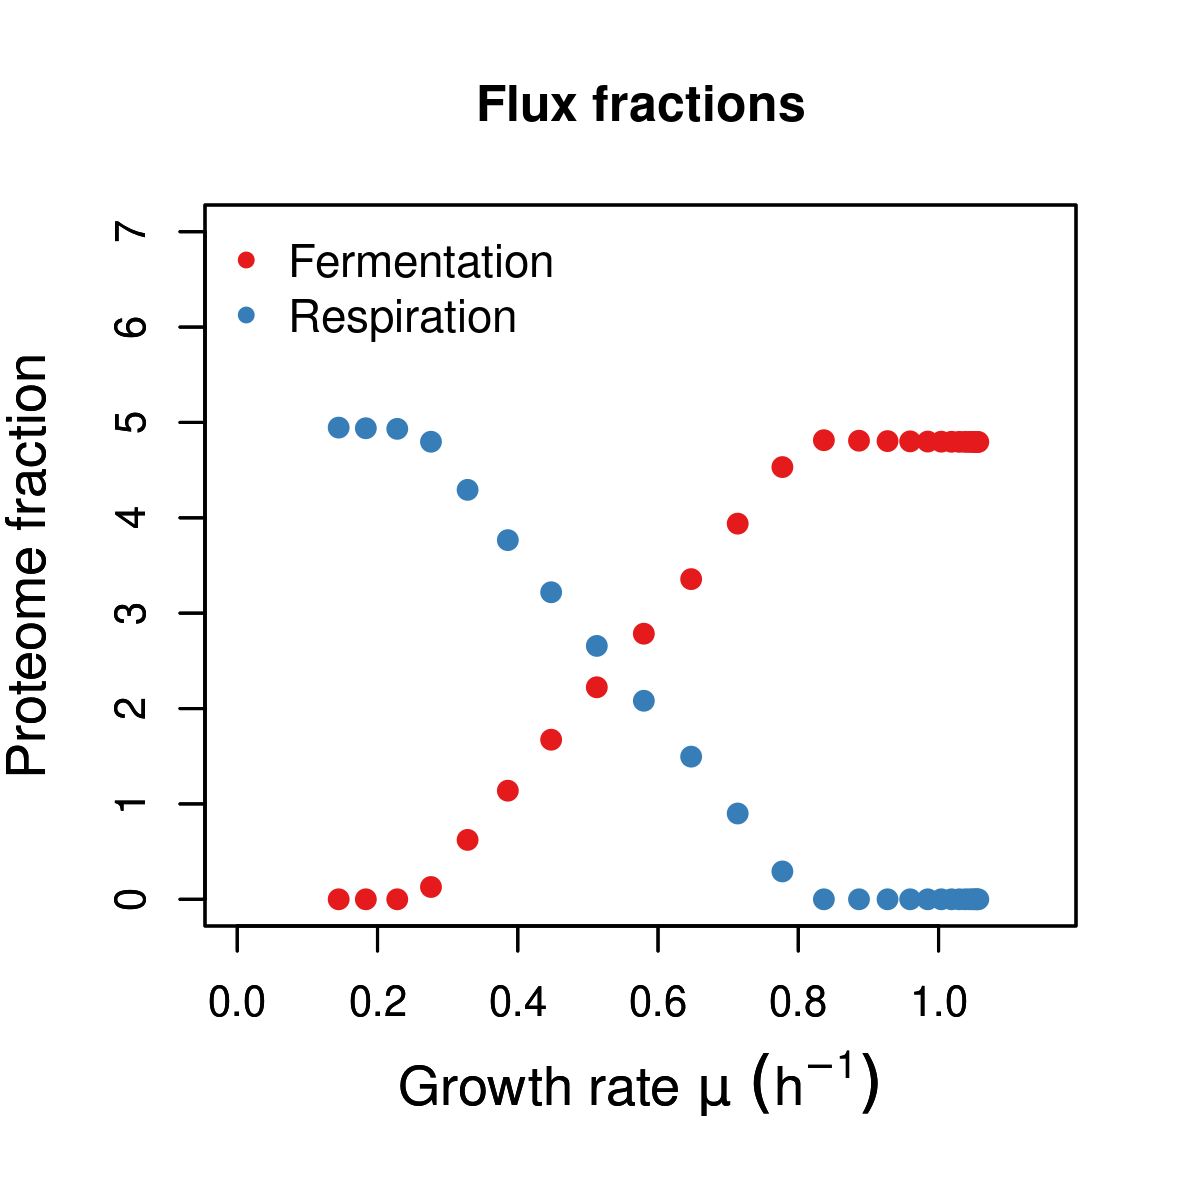 Flux fractions
Fermentation
Respiration
Proteome fraction
7
6
5
4
3
2
1
0
0.0 0.2 0.4 0.6 0.8 1.0
Growth rate μ (h⁻¹)